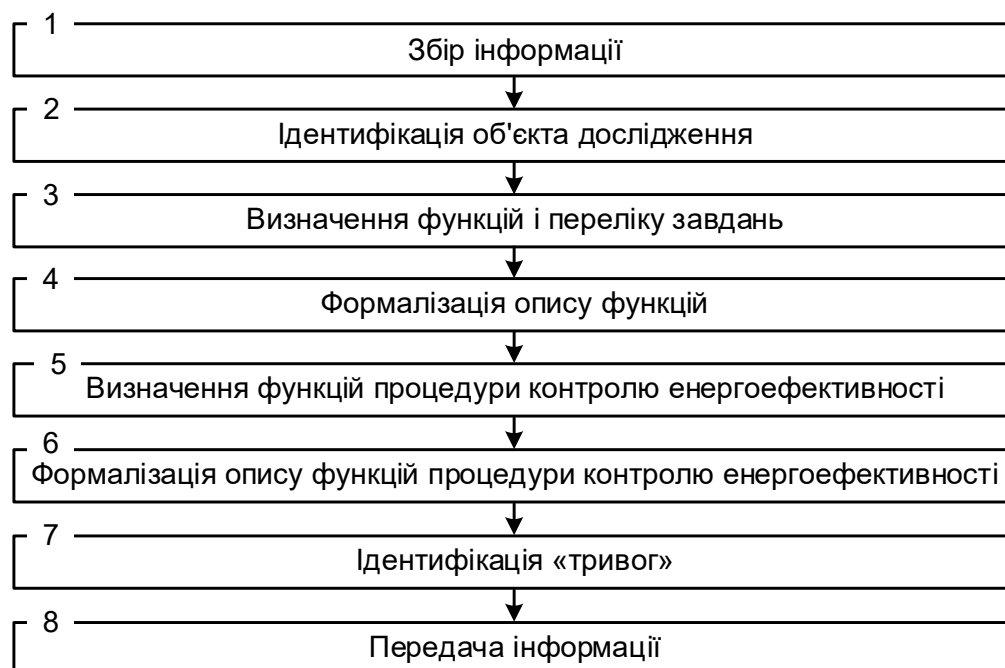 1
Збір інформації
2
Ідентифікація об'єкта дослідження
3
Визначення функцій і переліку завдань
4
Формалізація опису функцій
5
Визначення функцій процедури контролю енергоефективності
6
Формалізація опису функцій процедури контролю енергоефективності
7
Ідентифікація «тривог»
8
Передача інформації